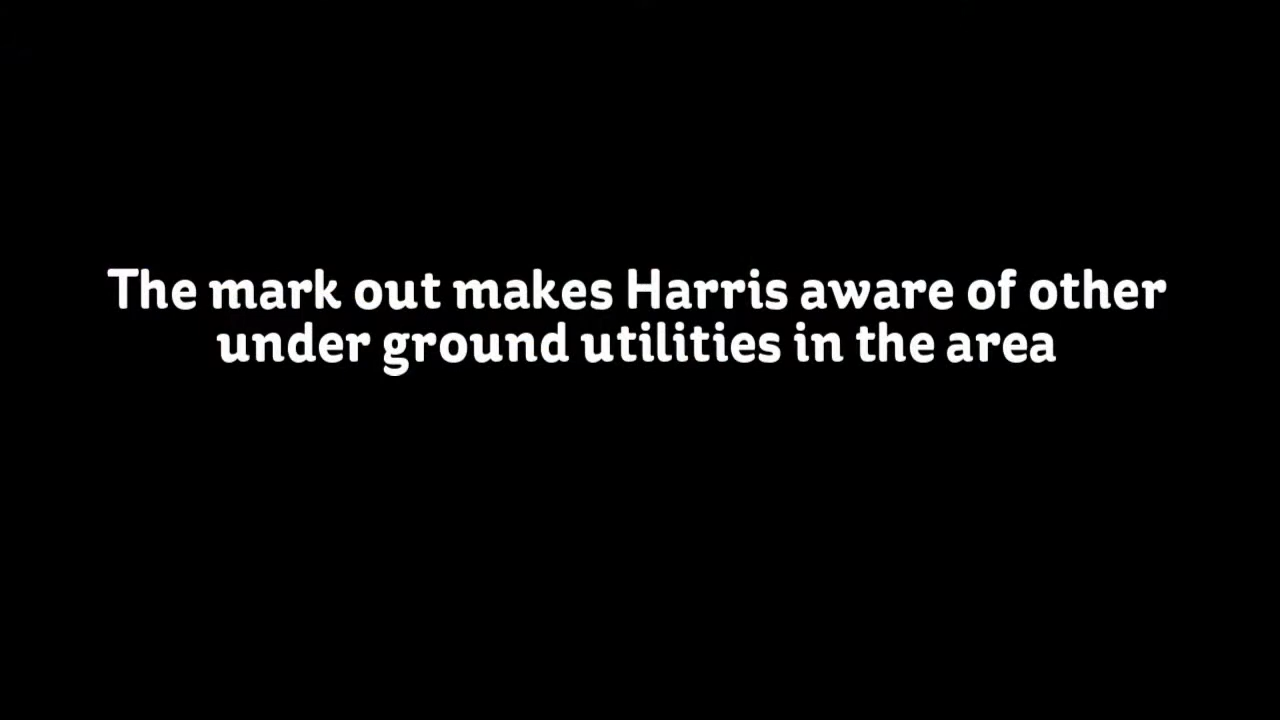 The mark out makes Harris aware of other
under ground utilities in the area